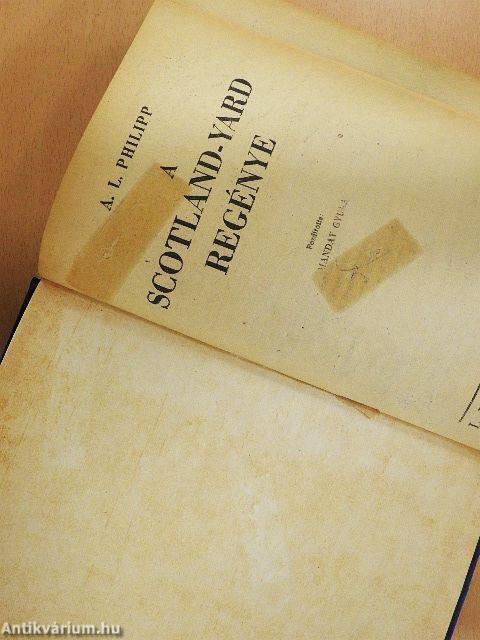 A. L. PHILIPP
A
SCOTLAND-YARD
REGÉNYE
Fordította:
MANDAY GYULA
Antikvárium.hu